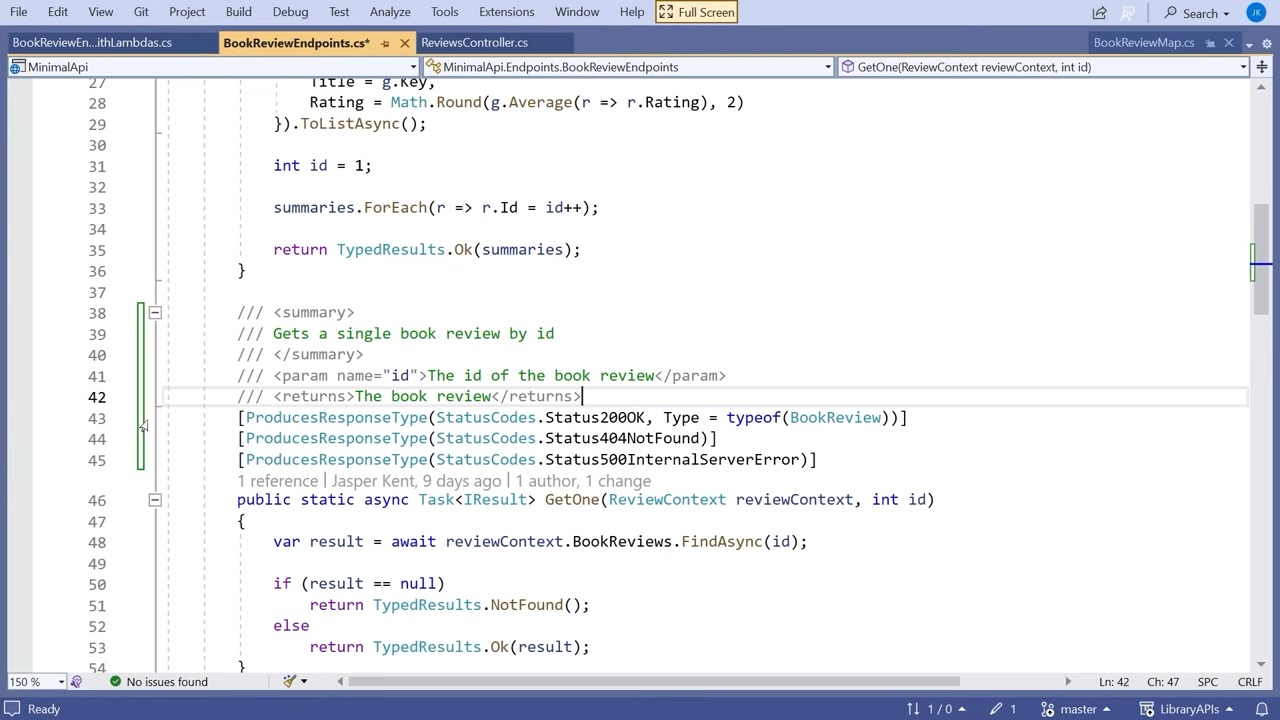 File Edit View Git Project Build Debug Test Analyze Tools Extensions Window Help Full Screen Search JK
BookReviewEn...ithLambdas.cs BookReviewEndpoints.cs* ReviewsController.cs BookReviewMap.cs
MinimalApi MinimalApi.Endpoints.BookReviewEndpoints GetOne(ReviewContext reviewContext, int id)
27 Title = g.Key,
28 Rating = Math.Round(g.Average(r => r.Rating), 2)
29 }).ToListAsync();
30
31 int id = 1;
32
33 summaries.ForEach(r => r.Id = id++);
34
35 return TypedResults.Ok(summaries);
36 }
37
38 /// <summary>
39 /// Gets a single book review by id
40 /// </summary>
41 /// <param name="id">The id of the book review</param>
42 /// <returns>The book review</returns>
43 [ProducesResponseType(StatusCodes.Status200OK, Type = typeof(BookReview))]
44 [ProducesResponseType(StatusCodes.Status404NotFound)]
45 [ProducesResponseType(StatusCodes.Status500InternalServerError)]
1 reference | Jasper Kent, 9 days ago | 1 author, 1 change
46 public static async Task<IResult> GetOne(ReviewContext reviewContext, int id)
47 {
48 var result = await reviewContext.BookReviews.FindAsync(id);
49
50 if (result == null)
51 return TypedResults.NotFound();
52 else
53 return TypedResults.Ok(result);
54 }
150 % No issues found Ln: 42 Ch: 47 SPC CRLF
Ready 1 / 0 1 master LibraryAPIs